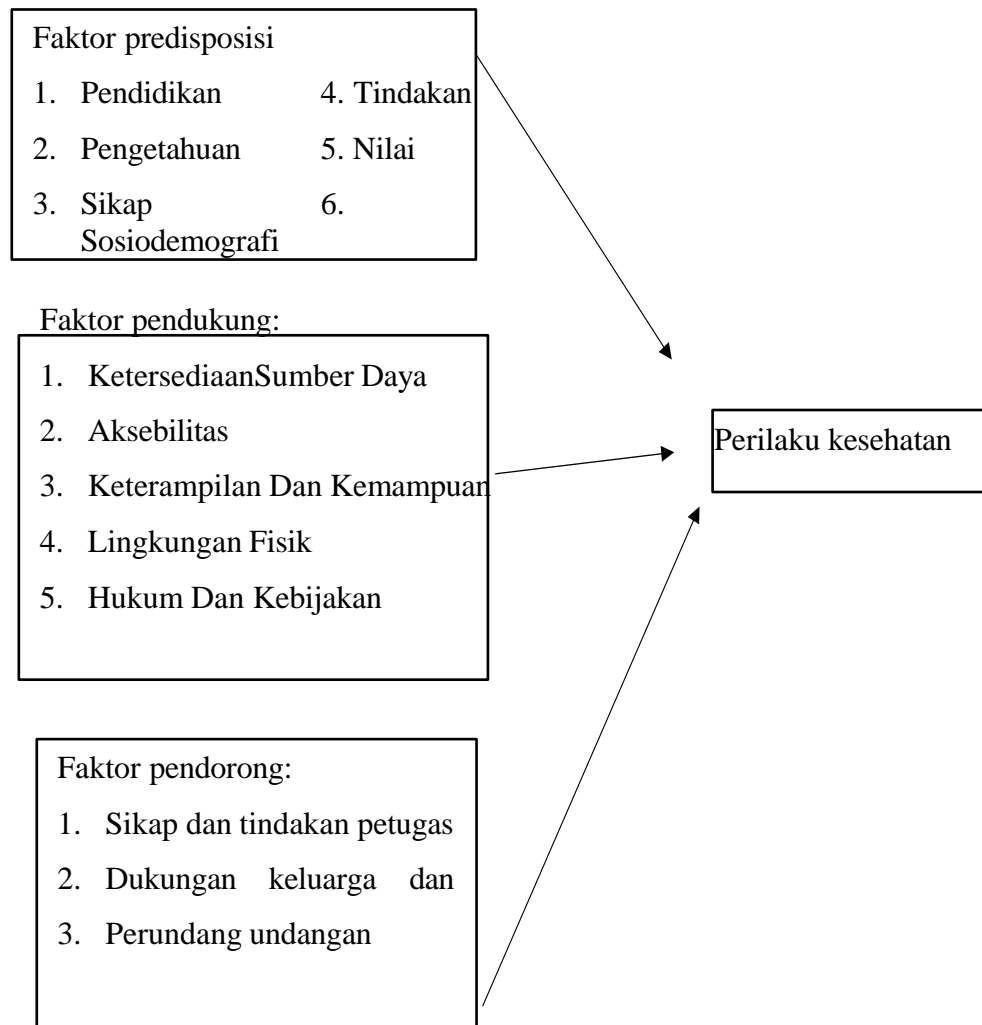 Faktor predisposisi
1. Pendidikan 4. Tindakan
2. Pengetahuan 5. Nilai
3. Sikap 6.
Sosiodemografi
Faktor pendukung:
1. KetersediaanSumber Daya
2. Aksebilitas
3. Keterampilan Dan Kemampuan
4. Lingkungan Fisik
5. Hukum Dan Kebijakan
Perilaku kesehatan
Faktor pendorong:
1. Sikap dan tindakan petugas
2. Dukungan keluarga dan
3. Perundang undangan